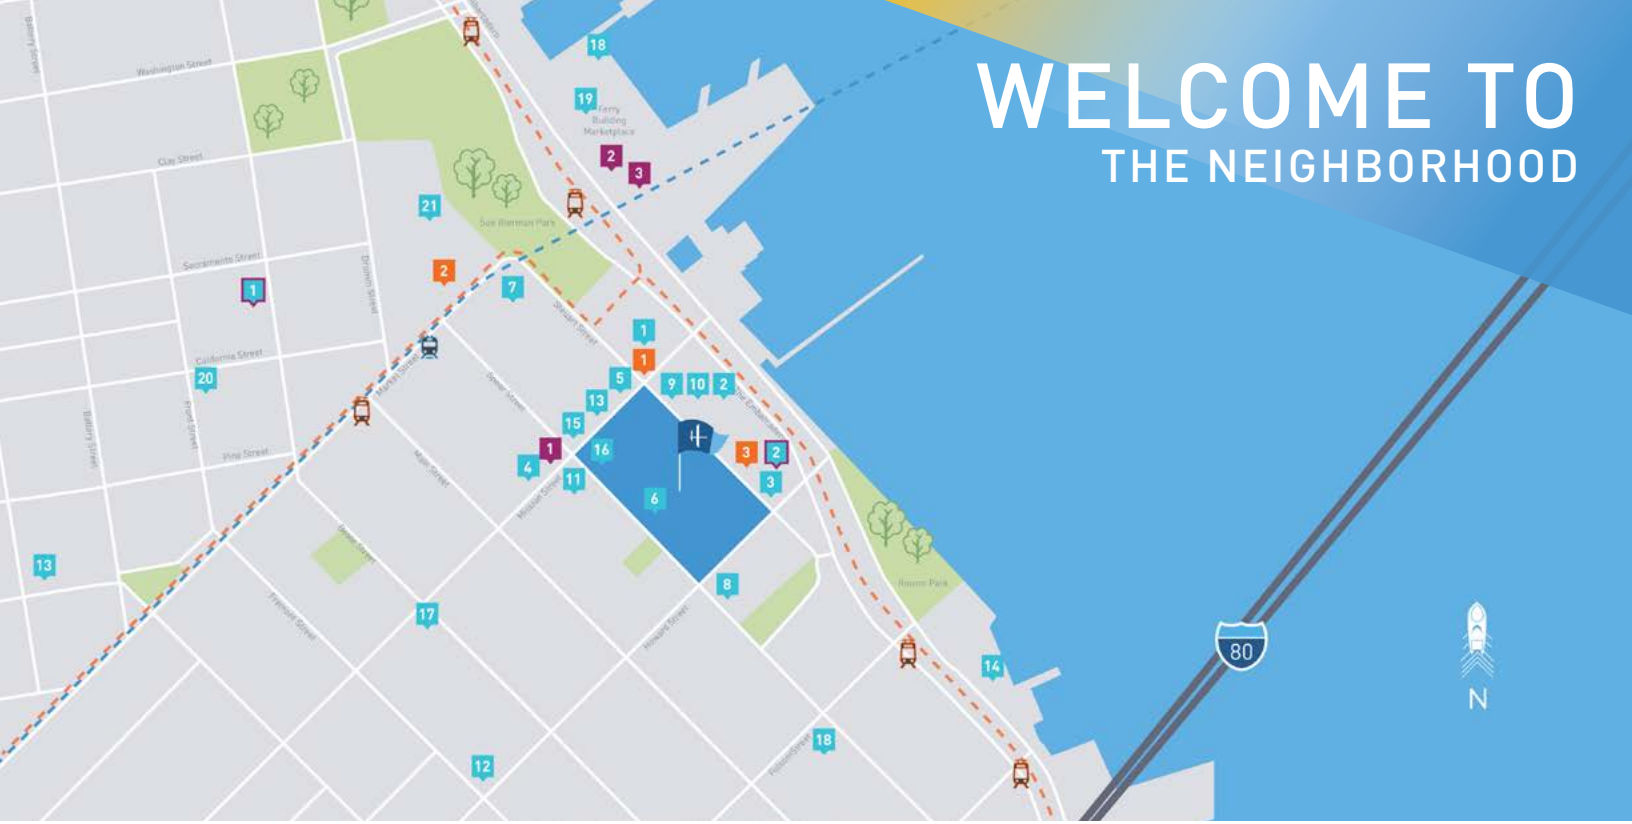 WELCOME TO
THE NEIGHBORHOOD
Battery Street
Washington Street
18
19
Ferry
Building
Marketplace
2
3
Clay Street
21
Sue Bierman Park
Sacramento Street
Drumm Street
2
1
7
Steuart Street
1
California Street
20
Market Street
1
5
9
10
2
Spear Street
13
The Embarcadero
Front Street
Battery Street
15
16
1
4
11
3
2
3
Pine Street
Main Street
Mission Street
6
13
Beale Street
8
Rincon Park
17
Fremont Street
Howard Street
14
80
N
18
Folsom Street
12